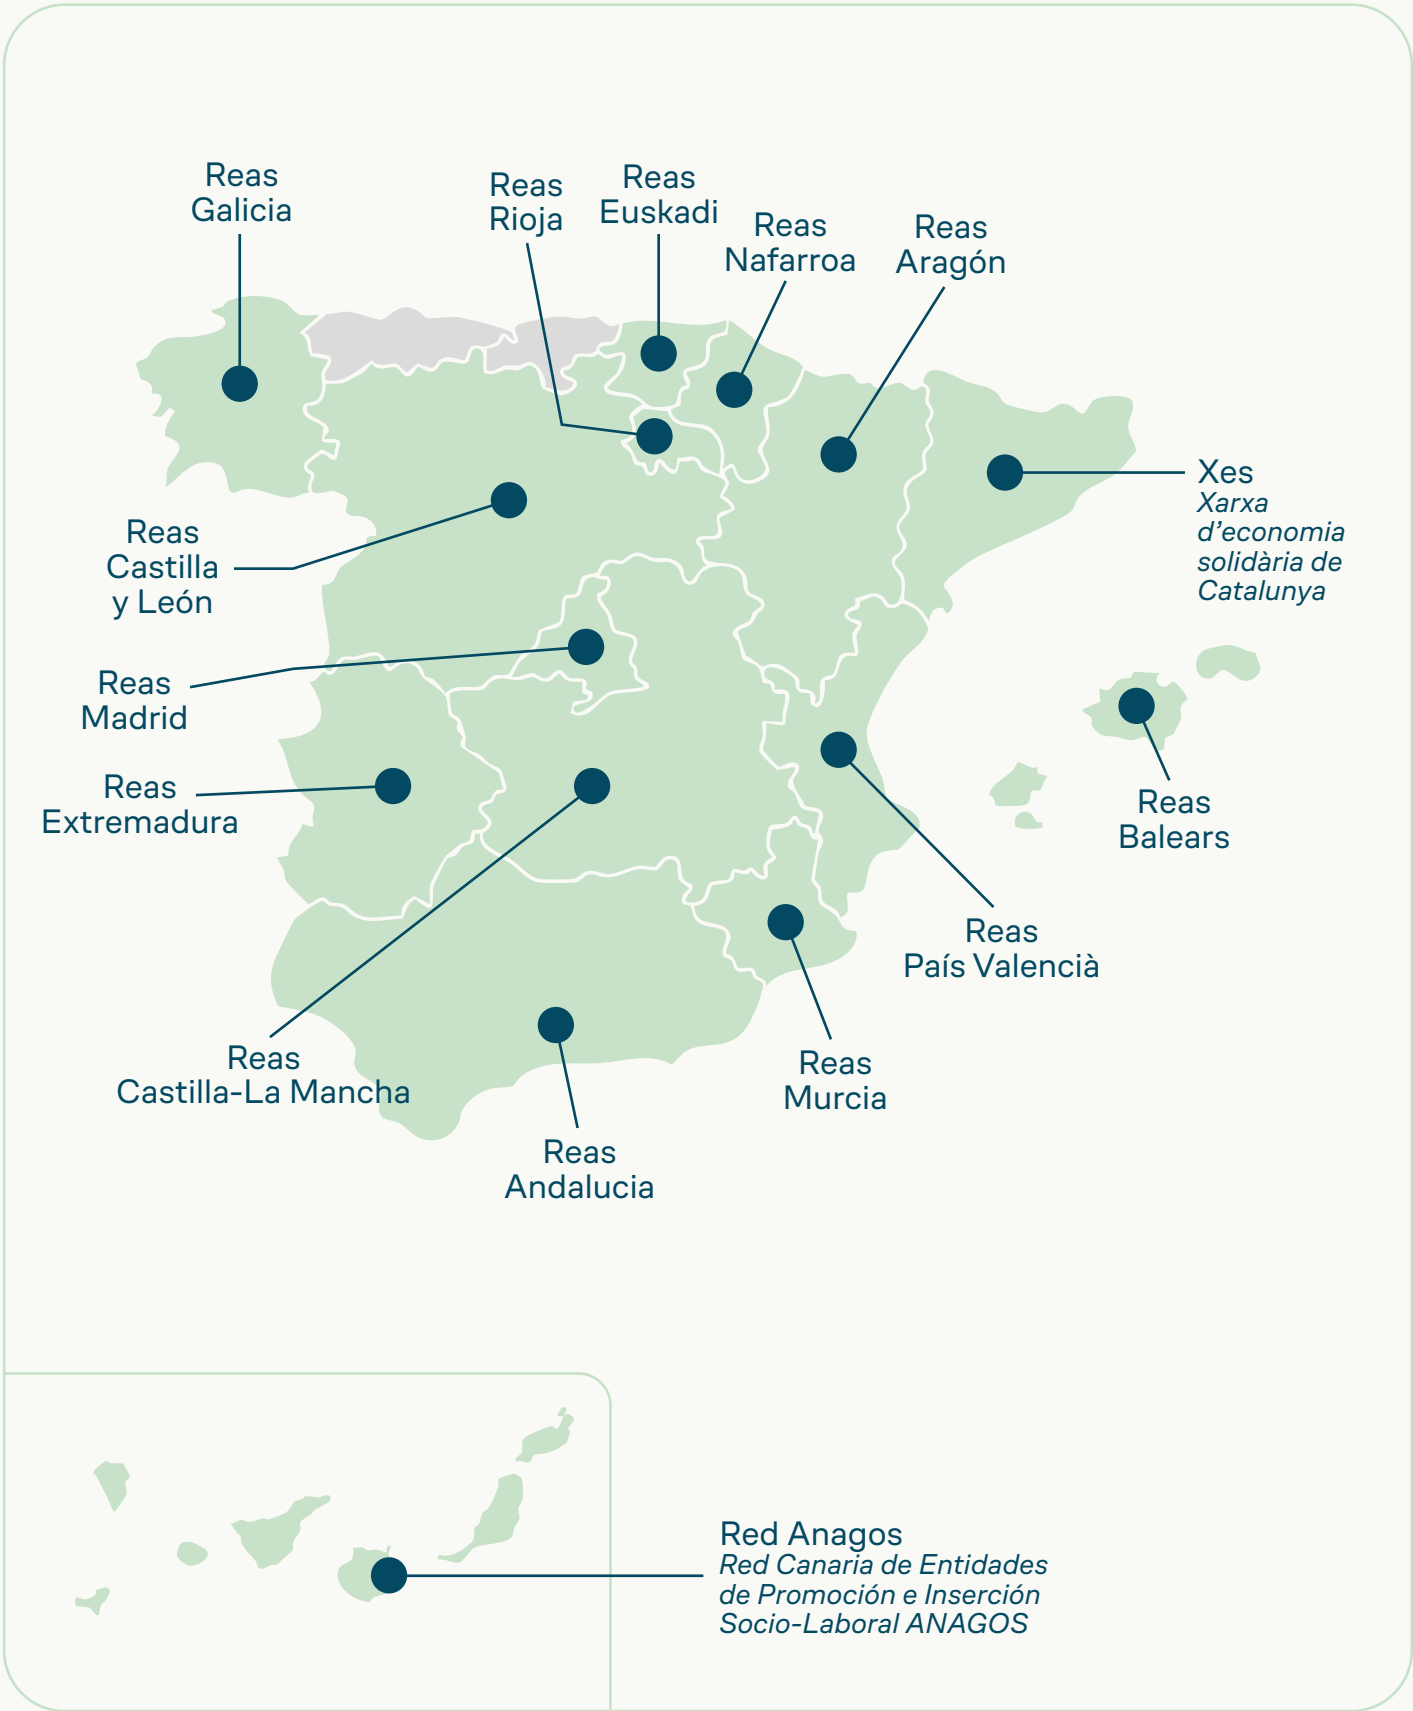 Reas
Galicia
Reas
Rioja
Reas
Euskadi
Reas
Nafarroa
Reas
Aragón
Xes
Xarxa
d’economia
solidària de
Catalunya
Reas
Castilla
y León
Reas
Madrid
Reas
Extremadura
Reas
Balears
Reas
País Valencià
Reas
Castilla-La Mancha
Reas
Murcia
Reas
Andalucia
Red Anagos
Red Canaria de Entidades
de Promoción e Inserción
Socio-Laboral ANAGOS